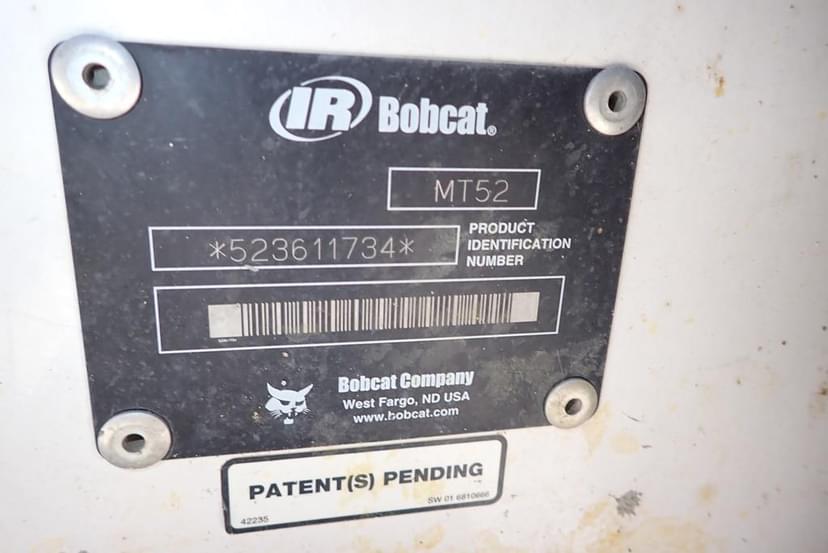 IR Bobcat®
MT52
*523611734*
PRODUCT
IDENTIFICATION
NUMBER
Bobcat Company
West Fargo, ND USA
www.bobcat.com
PATENT(S) PENDING
42235
SW 01 6810666